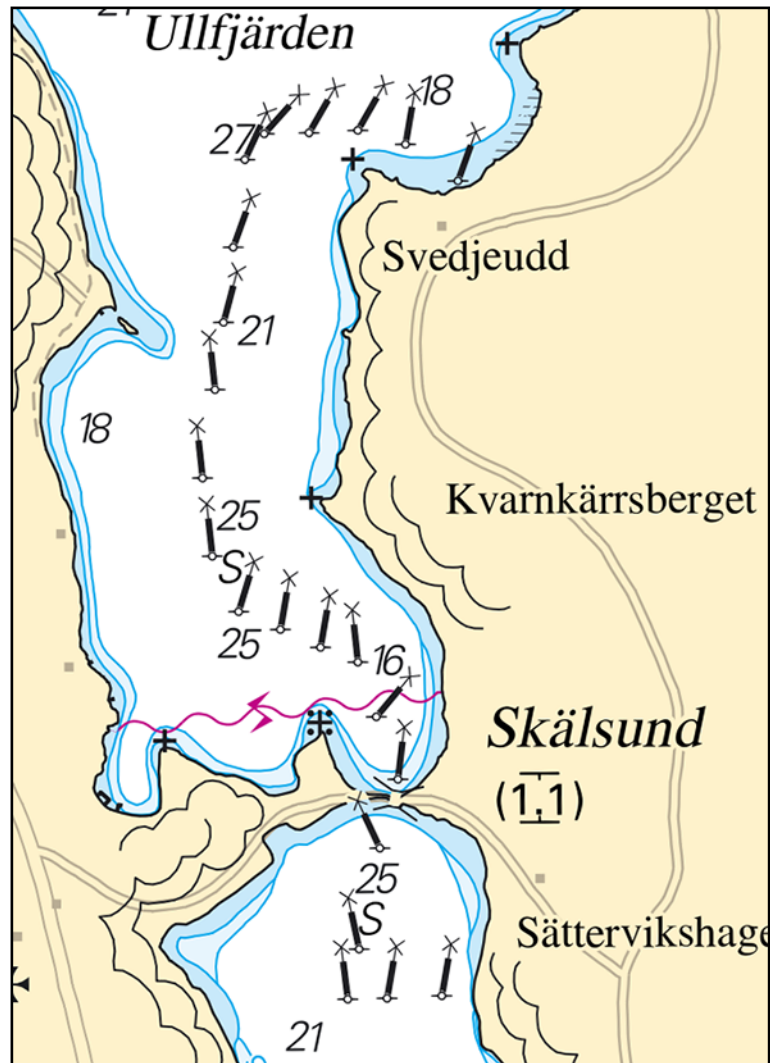 Ullfjärden
18
27
Svedjeudd
21
18
Kvarnkärrsberget
25
S
25
16
Skälsund
(1,1)
25
S
Sättervikshage
21